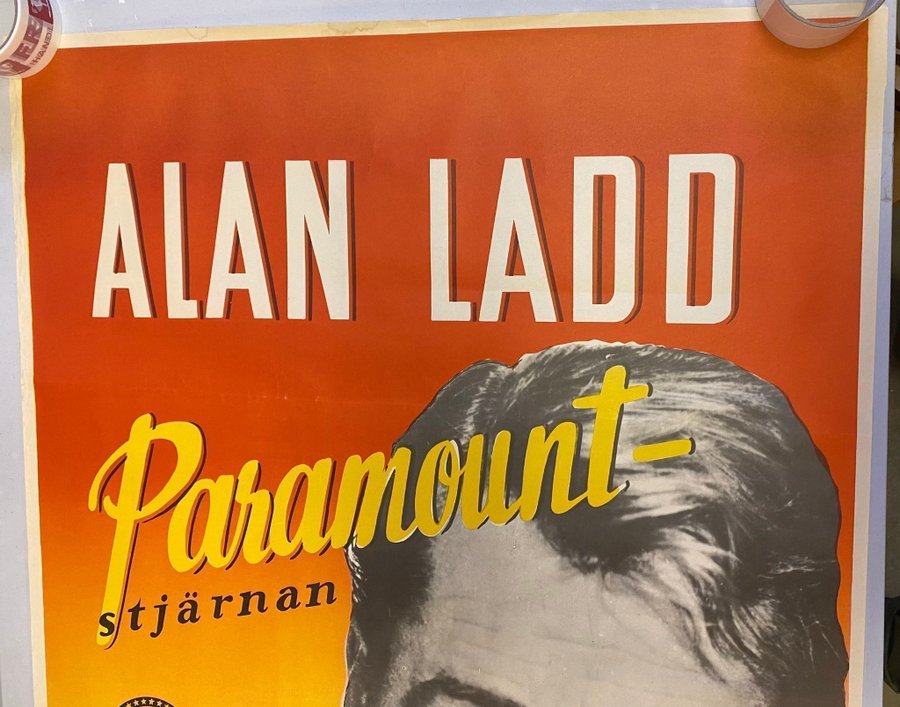 ALAN LADD
Paramount-
stjärnan